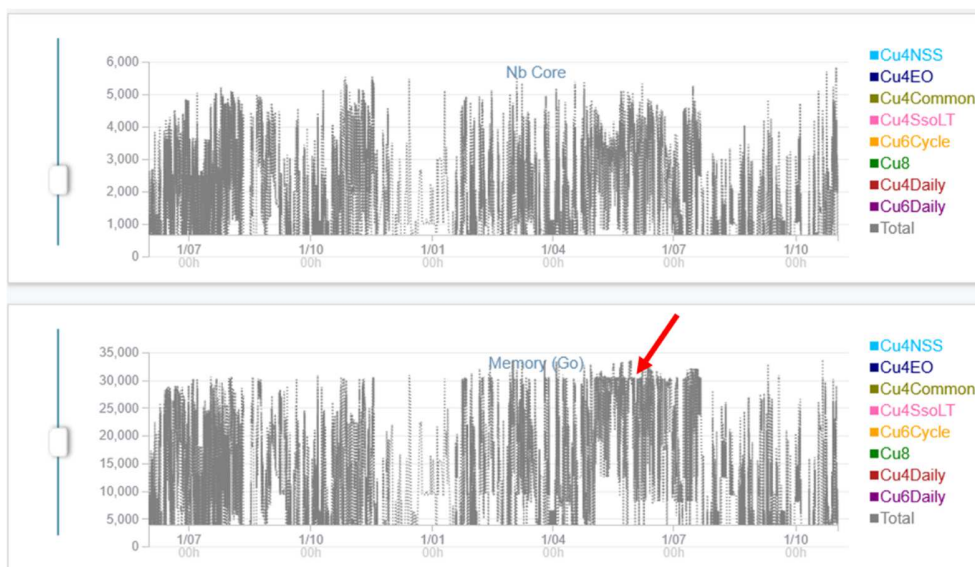 Nb Core
6,000
5,000
4,000
3,000
2,000
1,000
0
1/07 1/10 1/01 1/04 1/07 1/10
00h 00h 00h 00h 00h 00h
Cu4NSS
Cu4EO
Cu4Common
Cu4SsoLT
Cu6Cycle
Cu8
Cu4Daily
Cu6Daily
Total
Memory (Go)
35,000
30,000
25,000
20,000
15,000
10,000
5,000
0
1/07 1/10 1/01 1/04 1/07 1/10
00h 00h 00h 00h 00h 00h
Cu4NSS
Cu4EO
Cu4Common
Cu4SsoLT
Cu6Cycle
Cu8
Cu4Daily
Cu6Daily
Total